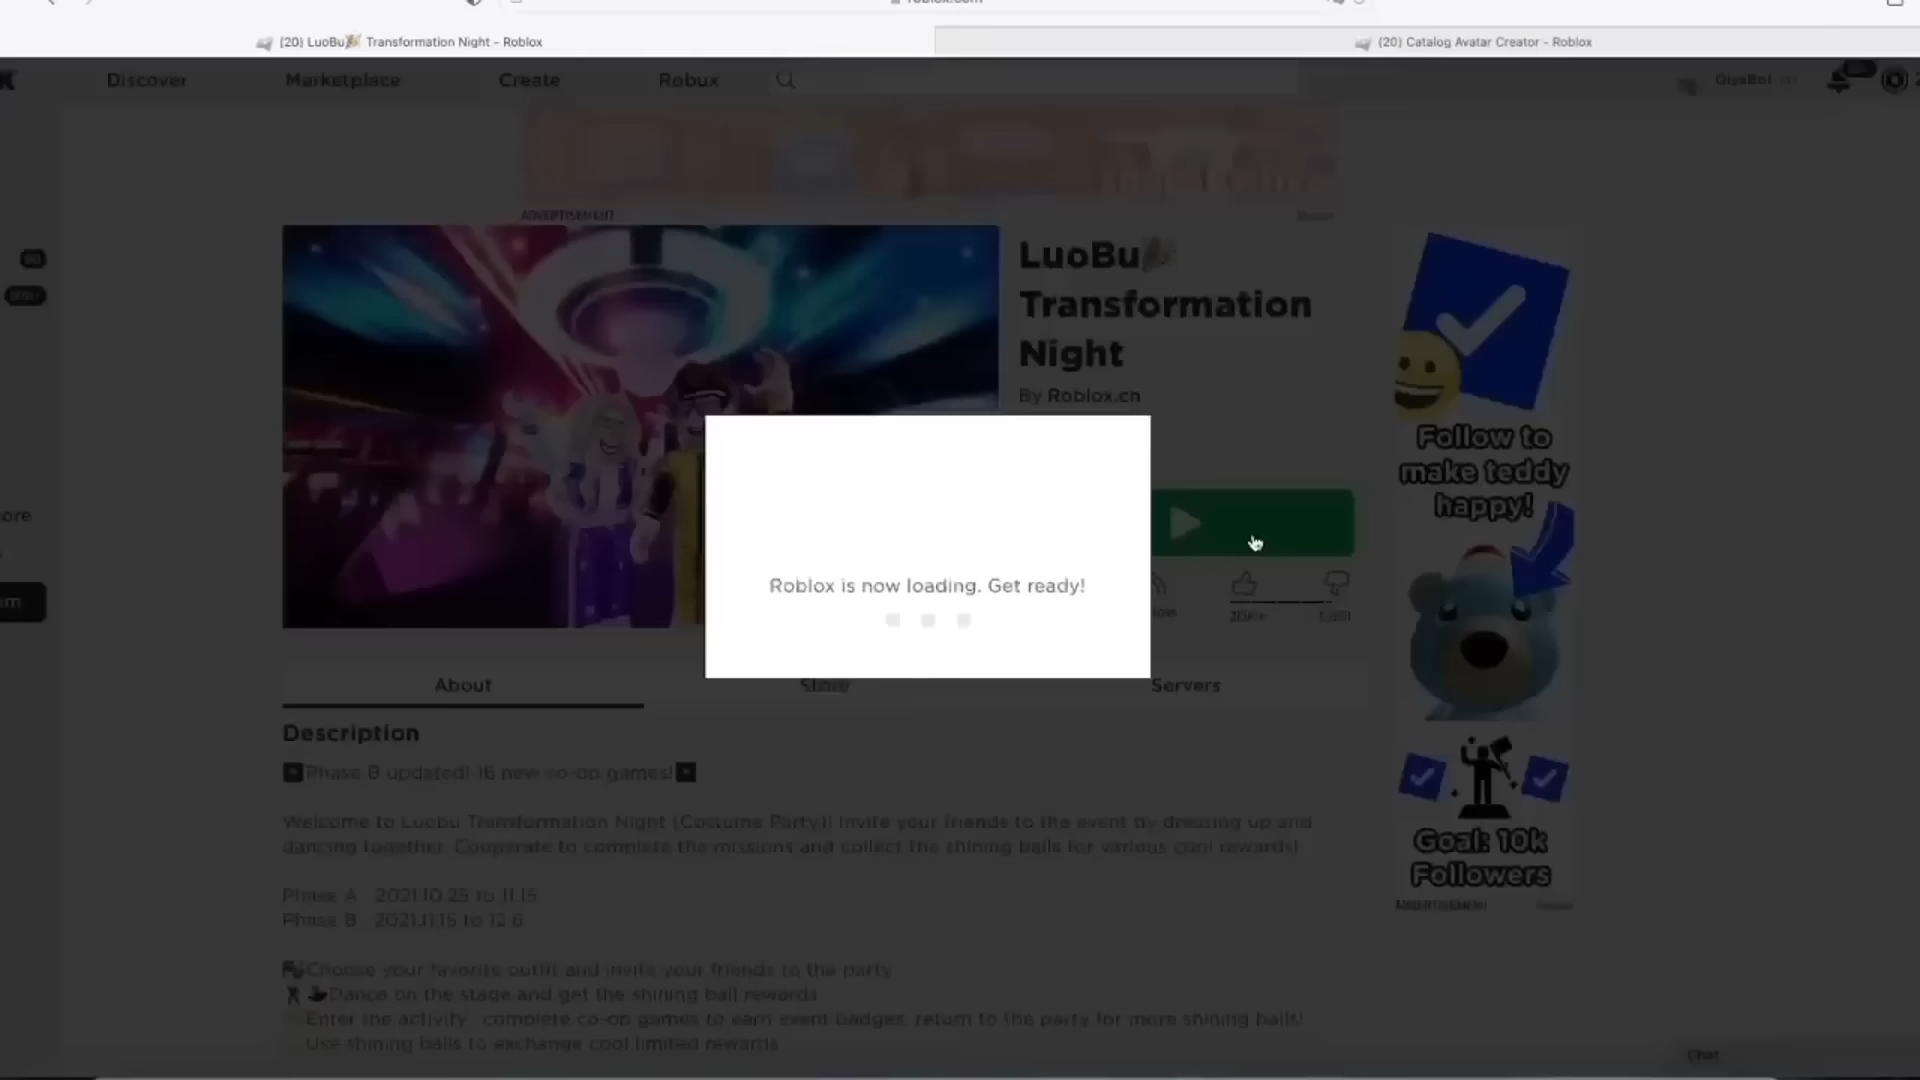 roblox.com
(20) LuoBu🎉 Transformation Night - Roblox
(20) Catalog Avatar Creator - Roblox
Discover
Marketplace
Create
Robux
ADVERTISEMENT
LuoBu🎉
Transformation
Night
By Roblox.cn
Follow to
make teddy
happy!
Roblox is now loading. Get ready!
ore
About
Store
Servers
Description
Phase B updated! 16 new co-op games!
Welcome to Luobu Transformation Night (Costume Party)! Invite your friends to the event by dressing up and
dancing together. Cooperate to complete the missions and collect the shining balls for various cool rewards!
Phase A 2021.10.25 to 11.15
Phase B 2021.11.15 to 12.6
Choose your favorite outfit and invite your friends to the party
Dance on the stage and get the shining ball rewards
Enter the activity, complete co-op games to earn event badges, return to the party for more shining balls!
Use shining balls to exchange cool limited rewards
Goal: 10k
Followers
ADVERTISEMENT
Chat